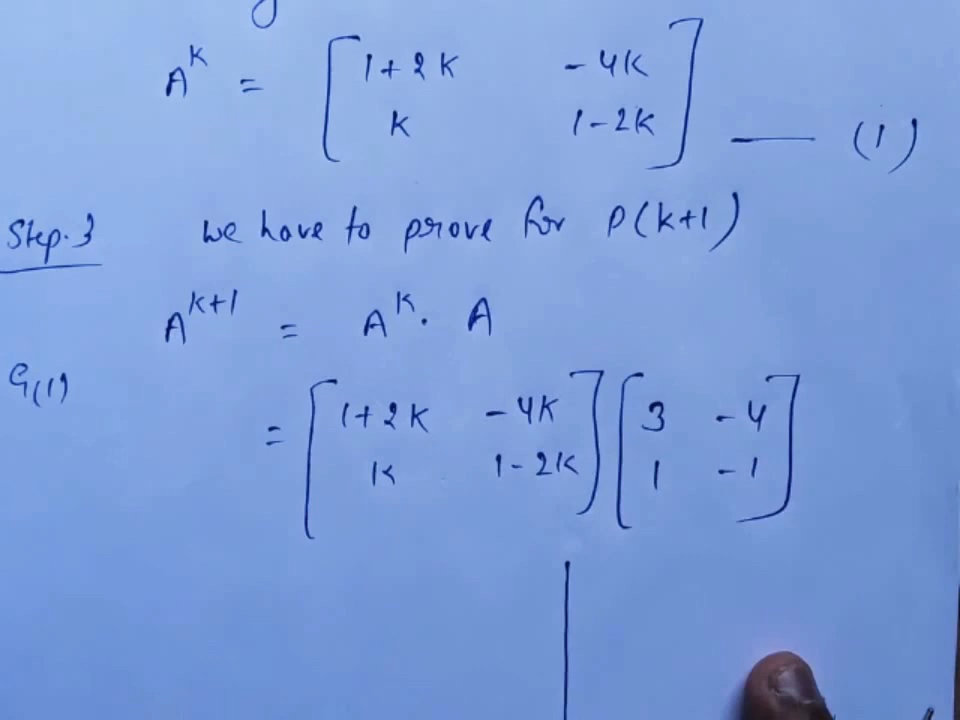 A^k = [ 1+2k  -4k
k  1-2k ] —— (1)
Step.3 we have to prove for P(k+1)
A^k+1 = A^k. A
= [ 1+2k  -4k ] [ 3  -4 ]
k  1-2k  1  -1